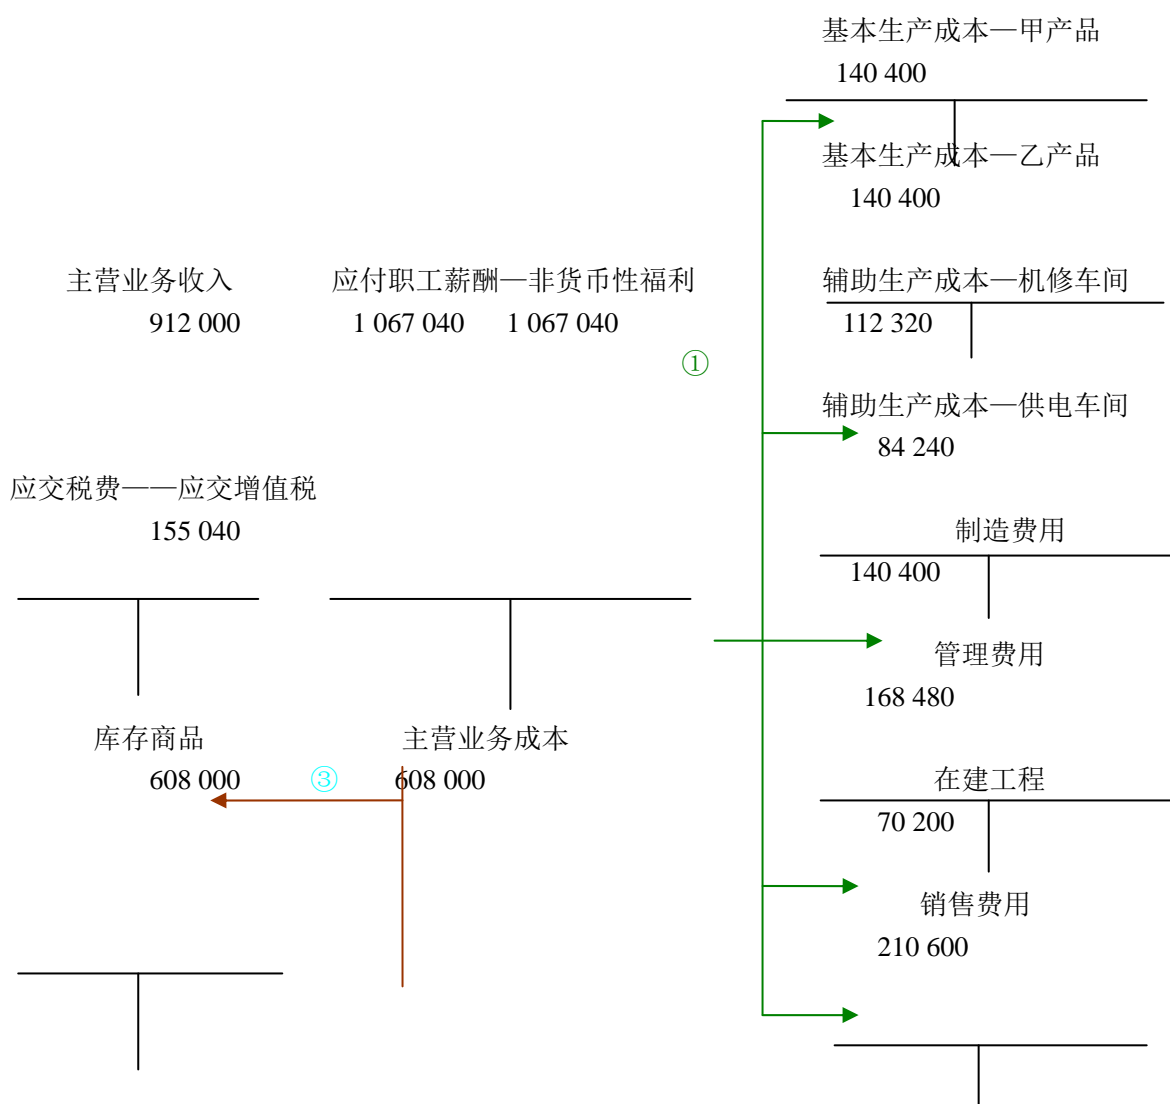 基本生产成本—甲产品
140 400
基本生产成本—乙产品
140 400
主营业务收入 应付职工薪酬—非货币性福利 辅助生产成本—机修车间
912 000 1 067 040 1 067 040 112 320
①
辅助生产成本—供电车间
84 240
应交税费——应交增值税
155 040 制造费用
140 400
管理费用
168 480
库存商品 主营业务成本
608 000 ③ 608 000 在建工程
70 200
销售费用
210 600